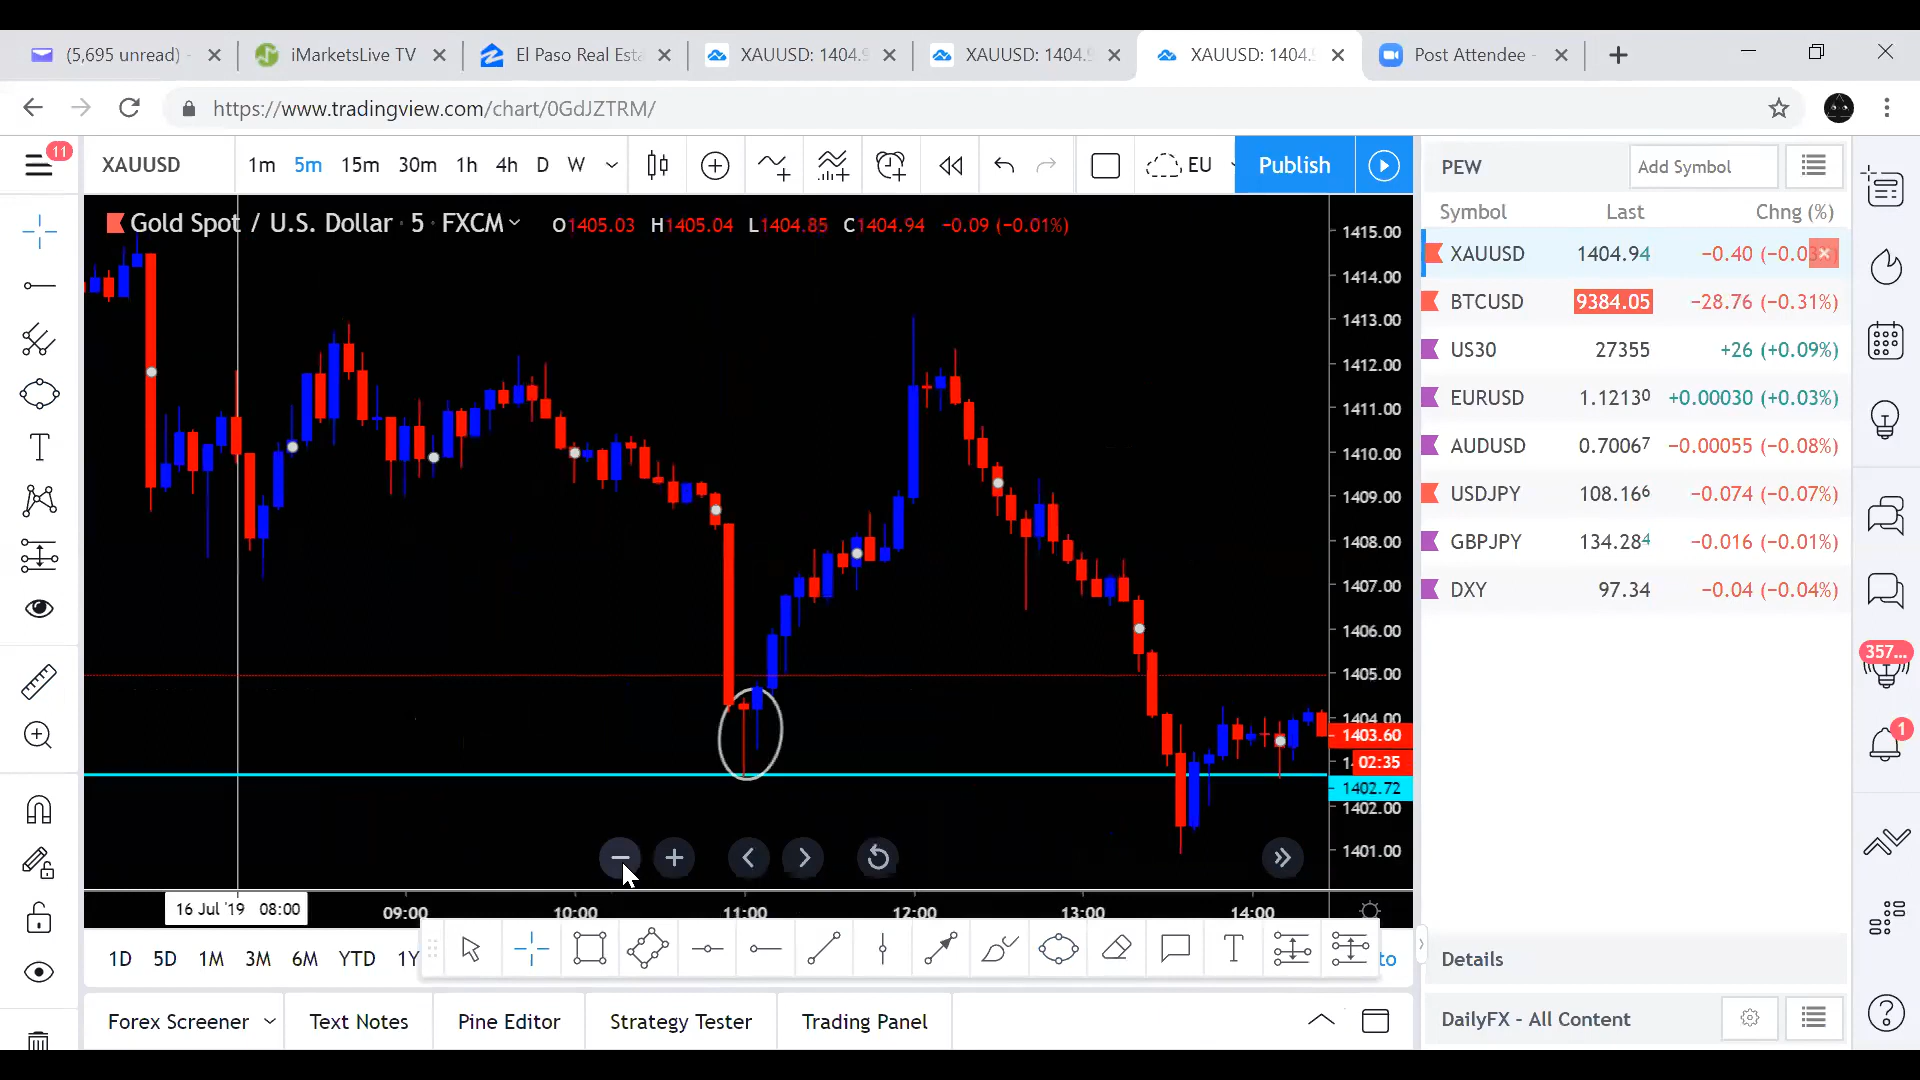 (5,695 unread) -
iMarketsLive TV
El Paso Real Esta
XAUUSD: 1404.9
XAUUSD: 1404.9
XAUUSD: 1404.9
Post Attendee -
https://www.tradingview.com/chart/0GdJZTRM/
11
XAUUSD
1m 5m 15m 30m 1h 4h D W
EU
Publish
PEW
Add Symbol
Gold Spot / U.S. Dollar · 5 · FXCM
O1405.03 H1405.04 L1404.85 C1404.94 −0.09 (−0.01%)
Symbol Last Chng (%)
XAUUSD 1404.94 −0.40 (−0.03
BTCUSD 9384.05 −28.76 (−0.31%)
US30 27355 +26 (+0.09%)
EURUSD 1.12130 +0.00030 (+0.03%)
AUDUSD 0.70067 −0.00055 (−0.08%)
USDJPY 108.166 −0.074 (−0.07%)
GBPJPY 134.284 −0.016 (−0.01%)
DXY 97.34 −0.04 (−0.04%)
1415.00
1414.00
1413.00
1412.00
1411.00
1410.00
1409.00
1408.00
1407.00
1406.00
1405.00
1404.00
1403.60
02:35
1402.72
1402.00
1401.00
357...
1
16 Jul '19 08:00
09:00 10:00 11:00 12:00 13:00 14:00
1D 5D 1M 3M 6M YTD 1Y
to
Details
Forex Screener
Text Notes
Pine Editor
Strategy Tester
Trading Panel
DailyFX - All Content